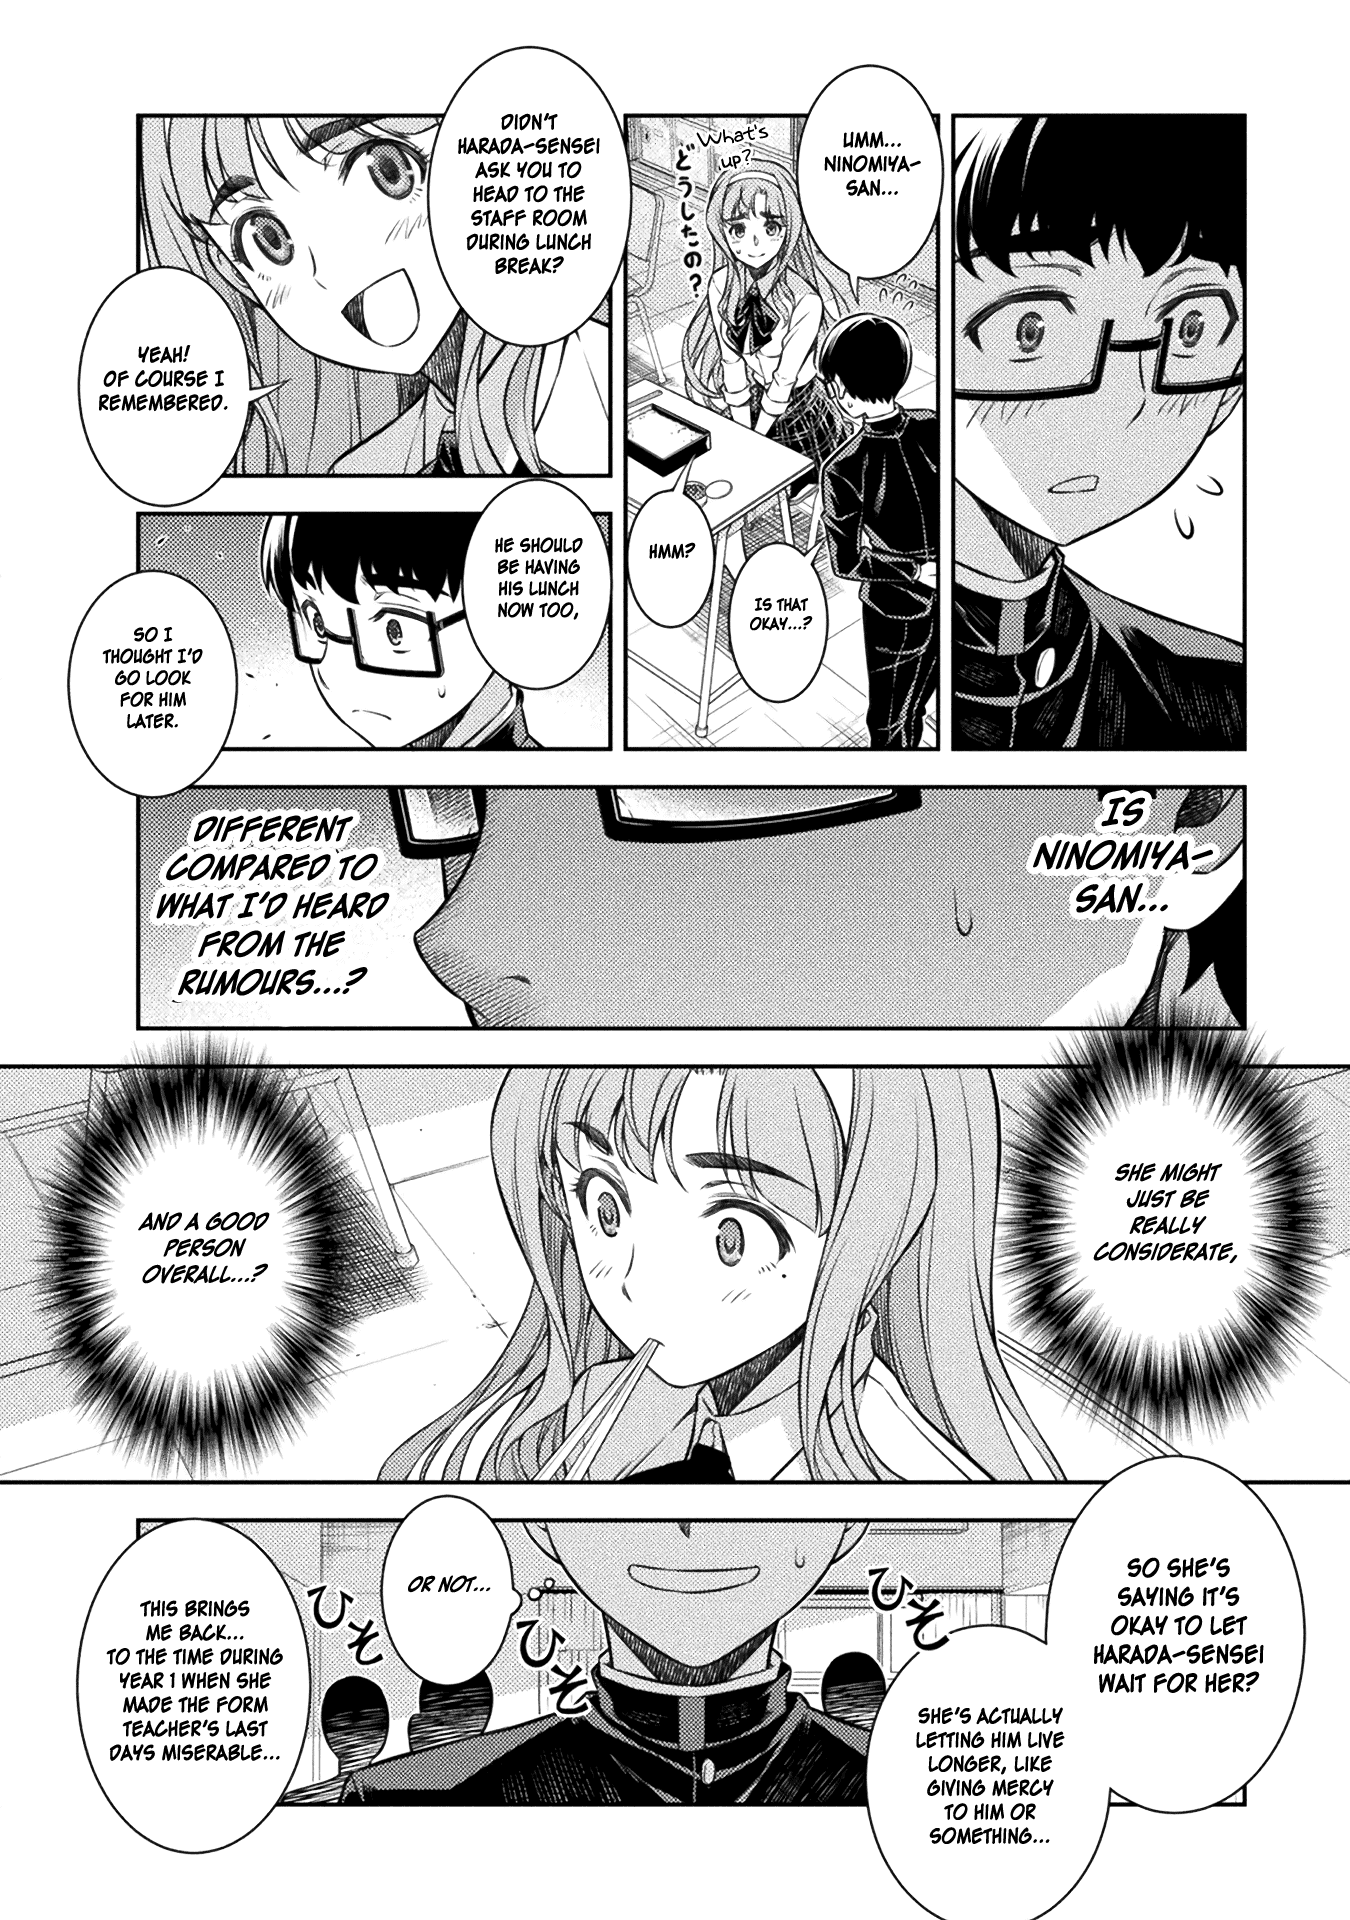 UMM...
NINOMIYA-
SAN...
What's
up?
どうしたの?
HMM?
IS THAT
OKAY...?
DIDN'T
HARADA-SENSEI
ASK YOU TO
HEAD TO THE
STAFF ROOM
DURING LUNCH
BREAK?
YEAH!
OF COURSE I
REMEMBERED.
HE SHOULD
BE HAVING
HIS LUNCH
NOW TOO,
SO I
THOUGHT I'D
GO LOOK
FOR HIM
LATER.
IS
NINOMIYA-
SAN...
DIFFERENT
COMPARED TO
WHAT I'D HEARD
FROM THE
RUMOURS...?
SHE MIGHT
JUST BE
REALLY
CONSIDERATE,
AND A GOOD
PERSON
OVERALL...?
SO SHE'S
SAYING IT'S
OKAY TO LET
HARADA-SENSEI
WAIT FOR HER?
SHE'S ACTUALLY
LETTING HIM LIVE
LONGER, LIKE
GIVING MERCY
TO HIM OR
SOMETHING...
ひそ
ひそ
ひそ
OR NOT...
THIS BRINGS
ME BACK...
TO THE TIME DURING
YEAR 1 WHEN SHE
MADE THE FORM
TEACHER'S LAST
DAYS MISERABLE...